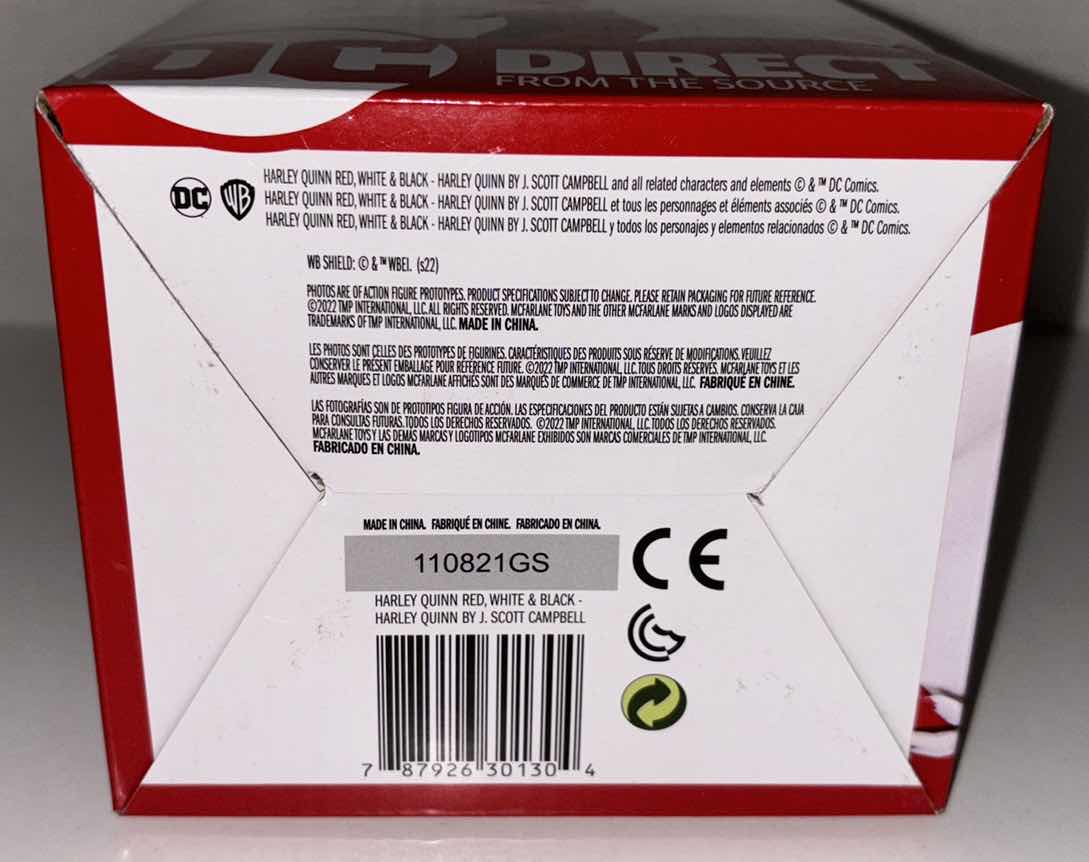 DC DIRECT
FROM THE SOURCE
DC WB HARLEY QUINN RED, WHITE & BLACK - HARLEY QUINN BY J. SCOTT CAMPBELL and all related characters and elements © & ™ DC Comics.
HARLEY QUINN RED, WHITE & BLACK - HARLEY QUINN BY J. SCOTT CAMPBELL et tous les personnages et éléments associés © & ™ DC Comics.
HARLEY QUINN RED, WHITE & BLACK - HARLEY QUINN BY J. SCOTT CAMPBELL y todos los personajes y elementos relacionados © & ™ DC Comics.
WB SHIELD: © & ™ WBEI. (s22)
PHOTOS ARE OF ACTION FIGURE PROTOTYPES. PRODUCT SPECIFICATIONS SUBJECT TO CHANGE. PLEASE RETAIN PACKAGING FOR FUTURE REFERENCE.
©2022 TMP INTERNATIONAL, LLC. ALL RIGHTS RESERVED. MCFARLANE TOYS AND THE OTHER MCFARLANE MARKS AND LOGOS DISPLAYED ARE
TRADEMARKS OF TMP INTERNATIONAL, LLC. MADE IN CHINA.
LES PHOTOS SONT CELLES DES PROTOTYPES DE FIGURINES. CARACTÉRISTIQUES DES PRODUITS SOUS RÉSERVE DE MODIFICATIONS. VEUILLEZ
CONSERVER LE PRÉSENT EMBALLAGE POUR RÉFÉRENCE FUTURE. ©2022 TMP INTERNATIONAL, LLC. TOUS DROITS RÉSERVÉS. MCFARLANE TOYS ET LES
AUTRES MARQUES ET LOGOS MCFARLANE AFFICHÉS SONT DES MARQUES DE COMMERCE DE TMP INTERNATIONAL, LLC. FABRIQUÉ EN CHINE.
LAS FOTOGRAFÍAS SON DE PROTOTIPOS FIGURA DE ACCIÓN. LAS ESPECIFICACIONES DEL PRODUCTO ESTÁN SUJETAS A CAMBIOS. CONSERVA LA CAJA
PARA CONSULTAS FUTURAS. TODOS LOS DERECHOS RESERVADOS. ©2022 TMP INTERNATIONAL, LLC. TODOS LOS DERECHOS RESERVADOS.
MCFARLANE TOYS Y LAS DEMÁS MARCAS Y LOGOTIPOS MCFARLANE EXHIBIDOS SON MARCAS COMERCIALES DE TMP INTERNATIONAL, LLC.
FABRICADO EN CHINA.
MADE IN CHINA. FABRIQUÉ EN CHINE. FABRICADO EN CHINA.
110821GS
CE
HARLEY QUINN RED, WHITE & BLACK -
HARLEY QUINN BY J. SCOTT CAMPBELL
7 87926 30130 4